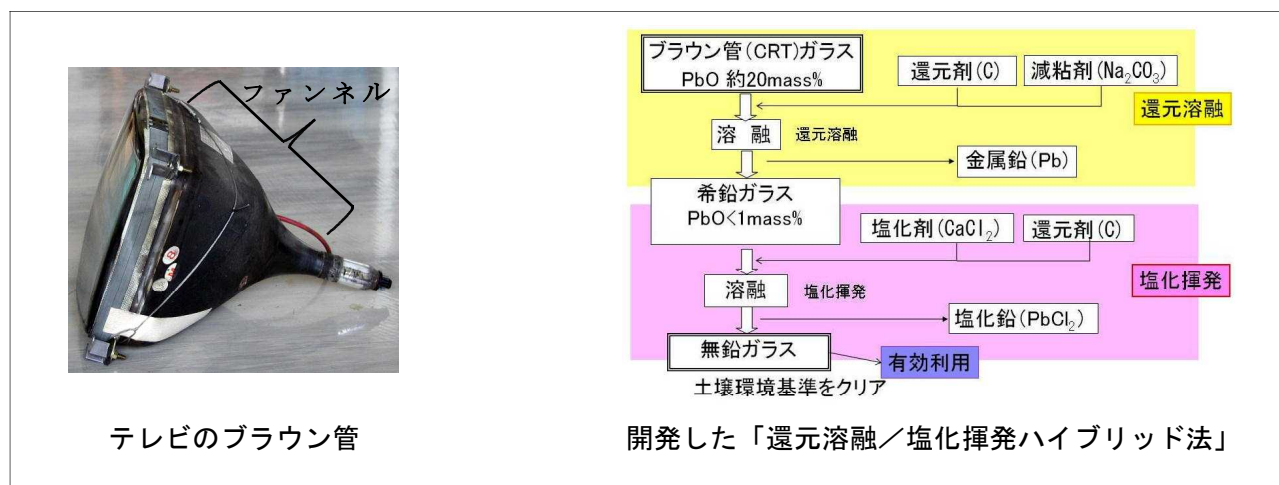 ファンネル
テレビのブラウン管
ブラウン管(CRT)ガラス
PbO 約20mass%
還元剤(C)
減粘剤(Na₂CO₃)
還元溶融
溶 融
還元溶融
金属鉛(Pb)
希鉛ガラス
PbO<1mass%
塩化剤(CaCl₂)
還元剤(C)
塩化揮発
溶融
塩化揮発
塩化鉛(PbCl₂)
無鉛ガラス
有効利用
土壌環境基準をクリア
開発した「還元溶融/塩化揮発ハイブリッド法」